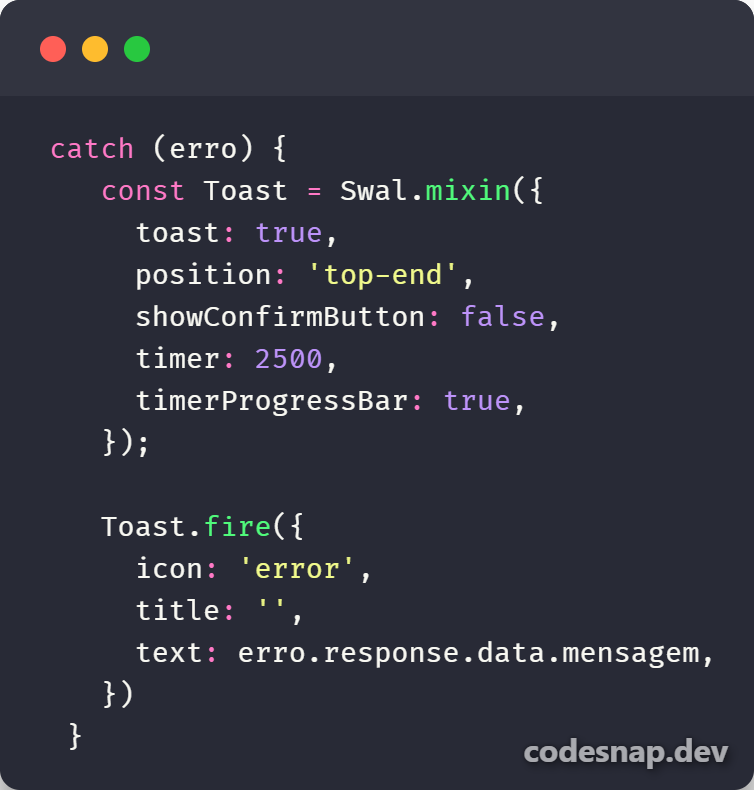 catch (erro) {
const Toast = Swal.mixin({
toast: true,
position: 'top-end',
showConfirmButton: false,
timer: 2500,
timerProgressBar: true,
});
Toast.fire({
icon: 'error',
title: '',
text: erro.response.data.mensagem,
})
}
codesnap.dev